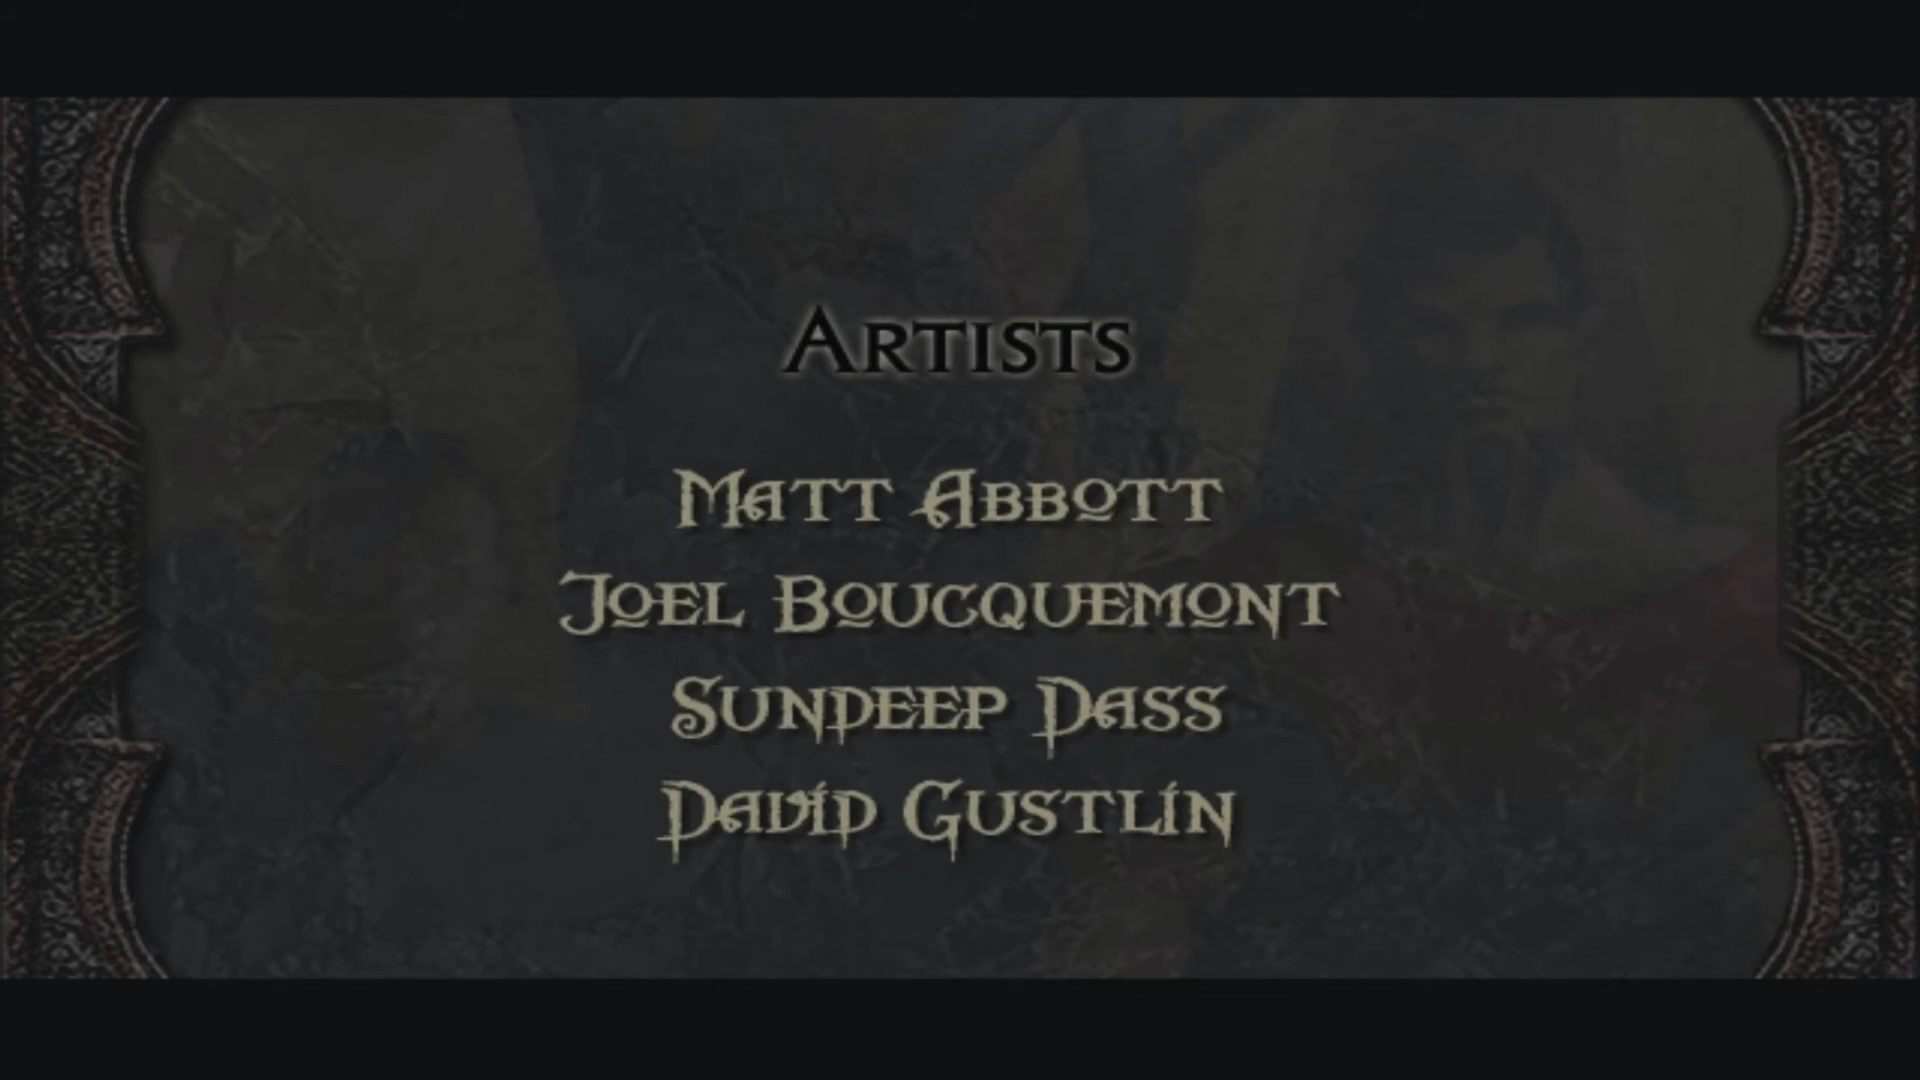 Artists
Matt Abbott
Joel Boucquemont
Sundeep Dass
David Gustlin